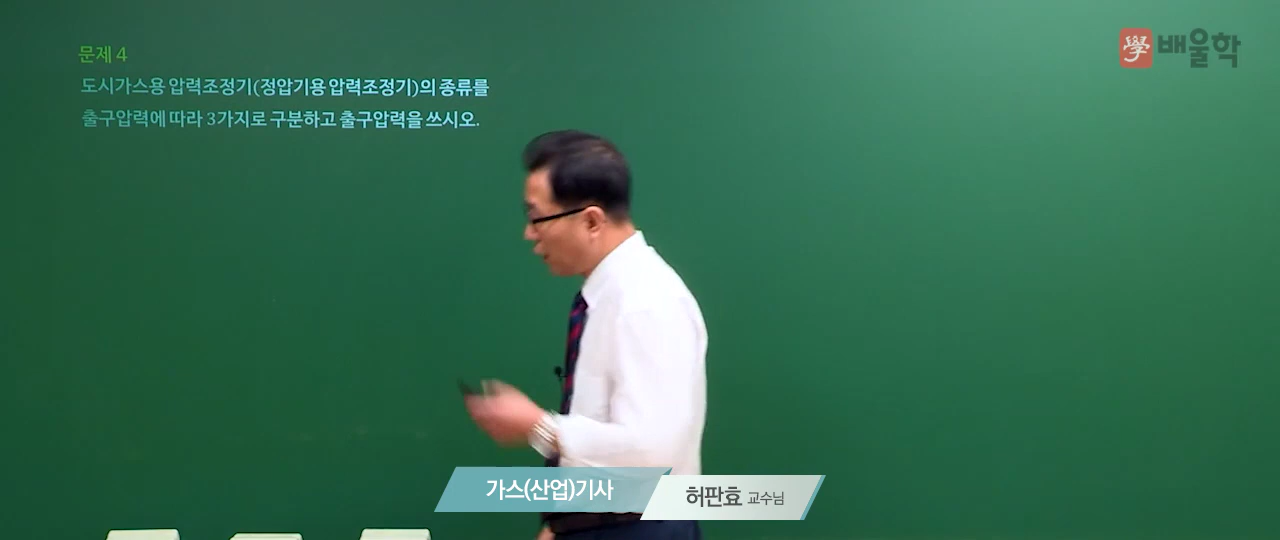 문제 4
도시가스용 압력조정기(정압기용 압력조정기)의 종류를
출구압력에 따라 3가지로 구분하고 출구압력을 쓰시오.
學 배울학
가스(산업)기사
허판효 교수님